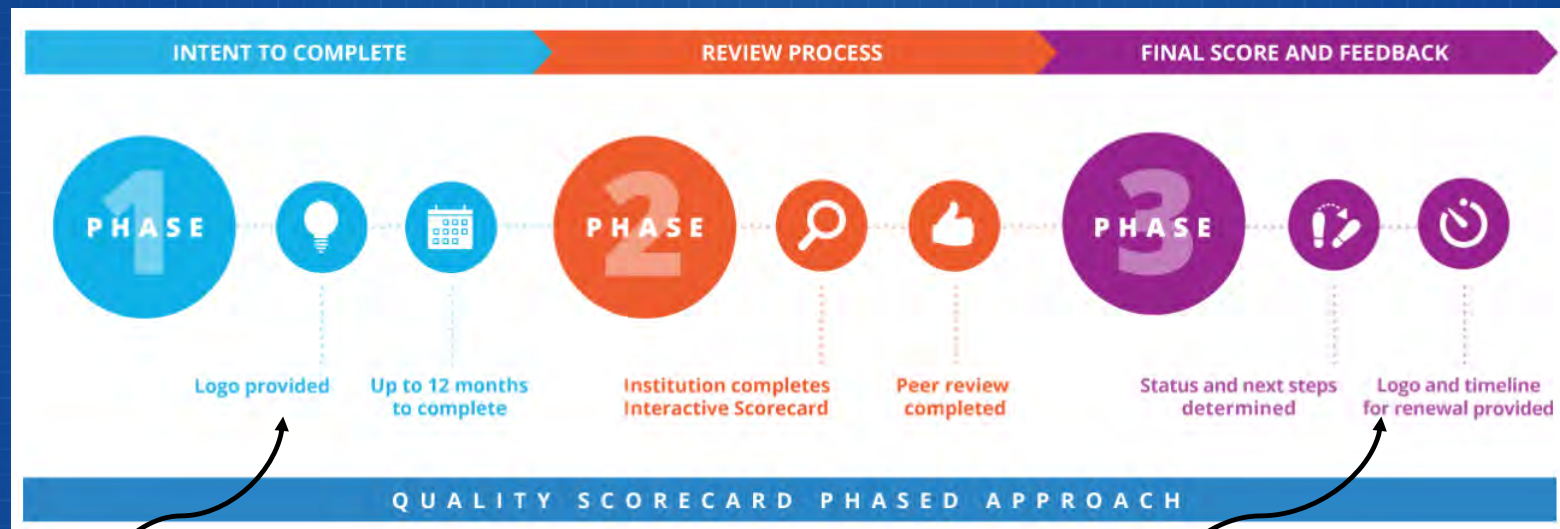 INTENT TO COMPLETE
REVIEW PROCESS
FINAL SCORE AND FEEDBACK
1
PHASE
2
PHASE
3
PHASE
Logo provided
Up to 12 months
to complete
Institution completes
Interactive Scorecard
Peer review
completed
Status and next steps
determined
Logo and timeline
for renewal provided
QUALITY SCORECARD PHASED APPROACH